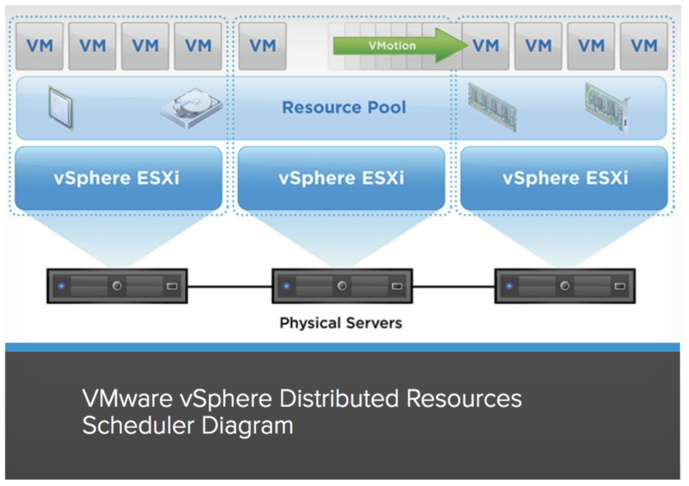 VM VM VM VM VM VMotion VM VM VM VM
Resource Pool
vSphere ESXi vSphere ESXi vSphere ESXi
Physical Servers
VMware vSphere Distributed Resources
Scheduler Diagram